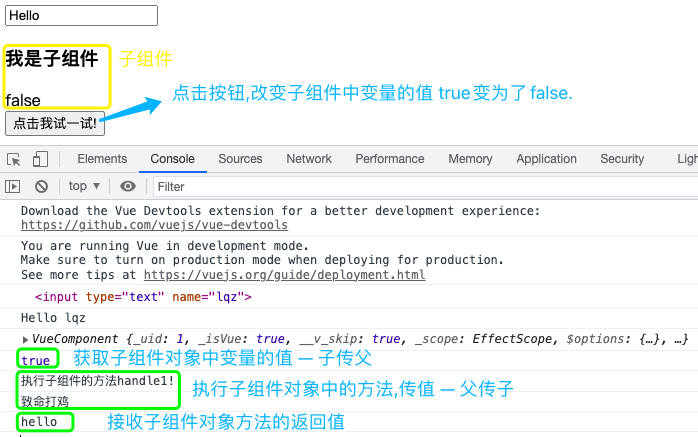 Hello
我是子组件 子组件
false
点击按钮,改变子组件中变量的值 true变为了false.
点击我试一试!
Elements Console Sources Network Performance Memory Application Security Ligh
top Filter
Download the Vue Devtools extension for a better development experience:
https://github.com/vuejs/vue-devtools
You are running Vue in development mode.
Make sure to turn on production mode when deploying for production.
See more tips at https://vuejs.org/guide/deployment.html
<input type="text" name="lqz">
Hello lqz
VueComponent {_uid: 1, _isVue: true, __v_skip: true, _scope: EffectScope, $options: {…}, …}
true 获取子组件对象中变量的值 — 子传父
执行子组件的方法handle1!
执行子组件对象中的方法,传值 — 父传子
致命打鸡
hello 接收子组件对象方法的返回值